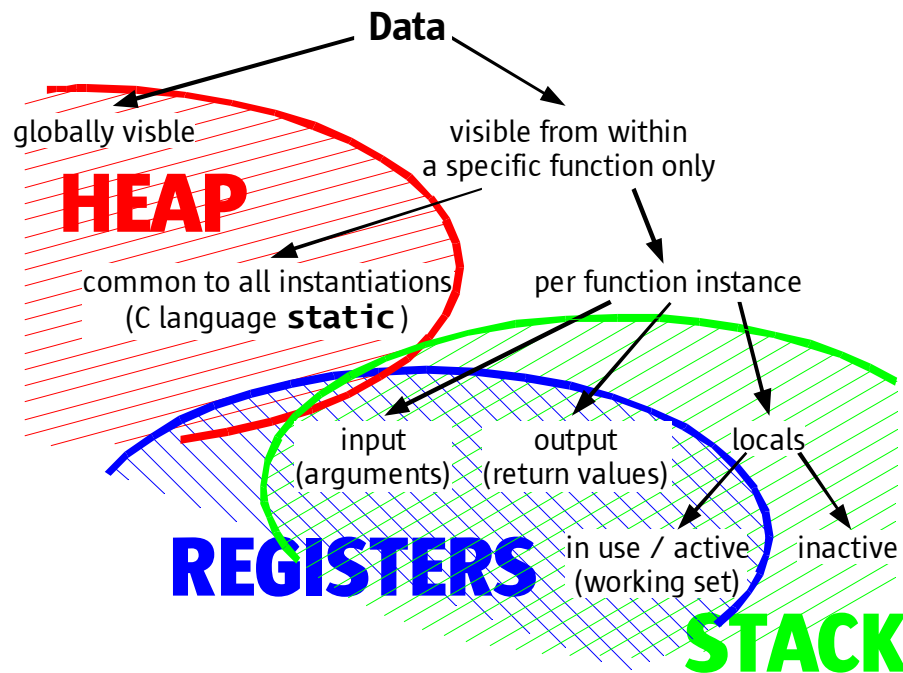 Data
globally visble
visible from within
a specific function only
HEAP
common to all instantiations
(C language static)
per function instance
input
(arguments)
output
(return values)
locals
REGISTERS
in use / active
(working set)
inactive
STACK